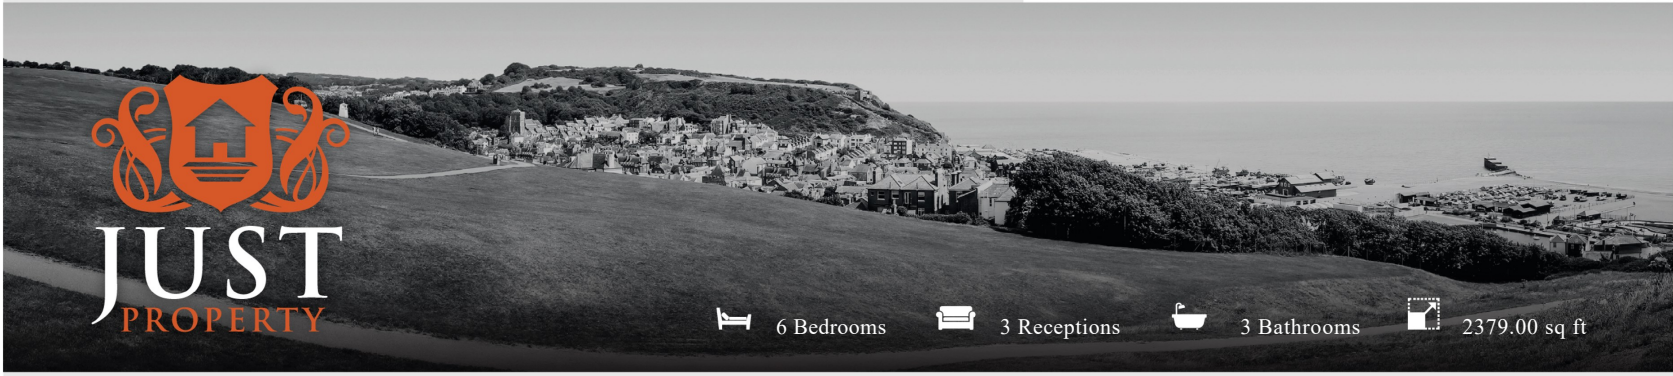 JUST
PROPERTY
6 Bedrooms
3 Receptions
3 Bathrooms
2379.00 sq ft